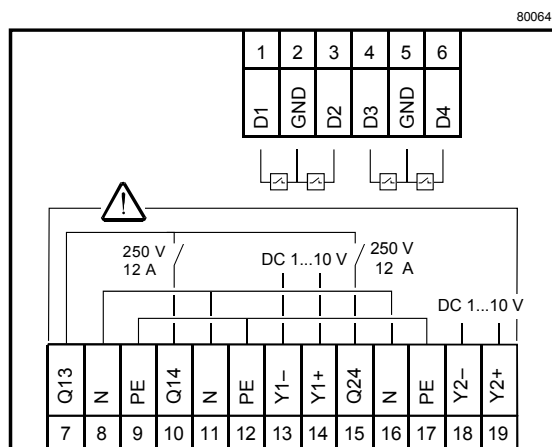 80064
1 2 3 4 5 6
D1 GND D2 D3 GND D4
!
250 V
12 A
DC 1...10 V
250 V
12 A
DC 1...10 V
Q13 N PE Q14 N PE Y1– Y1+ Q24 N PE Y2– Y2+
7 8 9 10 11 12 13 14 15 16 17 18 19